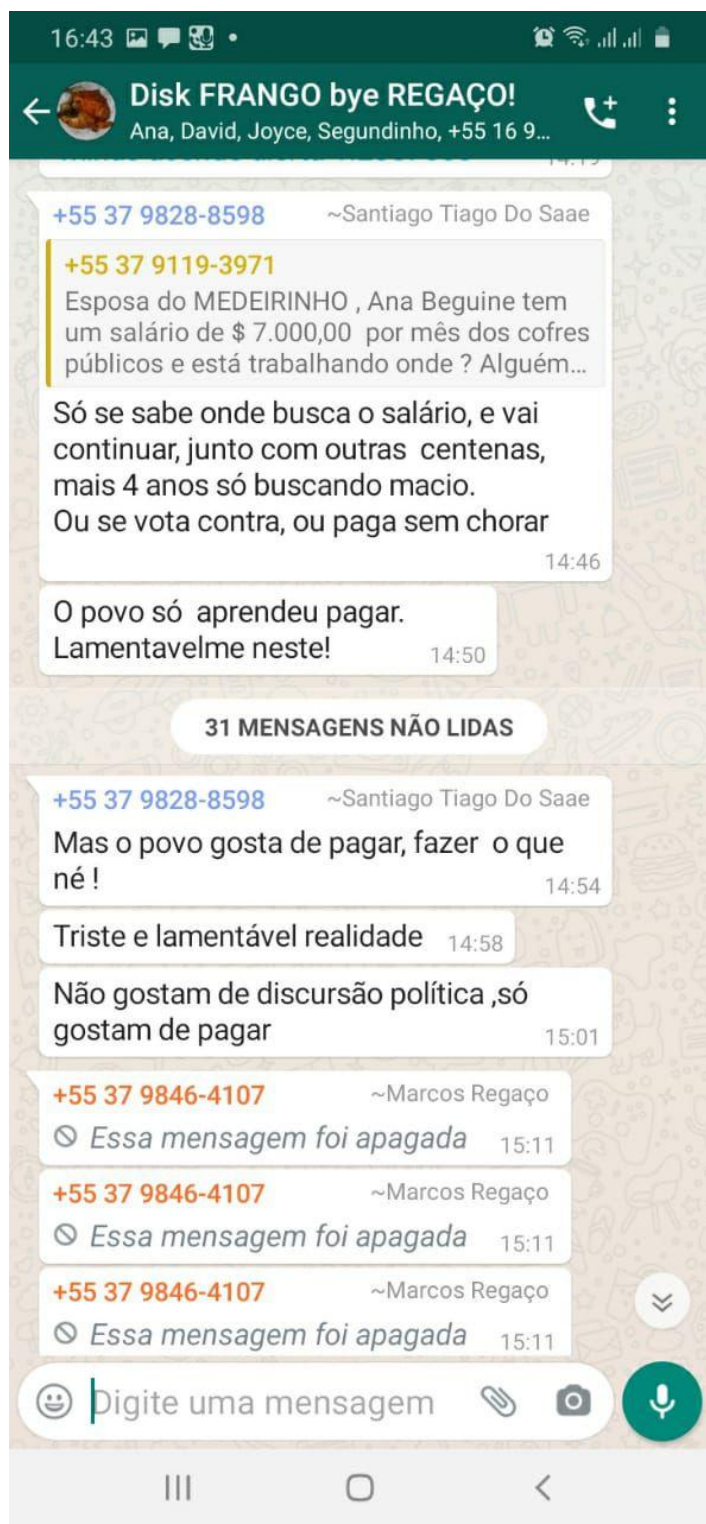 16:43
Disk FRANGO bye REGAÇO!
Ana, David, Joyce, Segundinho, +55 16 9...
14:19
+55 37 9828-8598 ~Santiago Tiago Do Saae
+55 37 9119-3971
Esposa do MEDEIRINHO , Ana Beguine tem
um salário de $ 7.000,00 por mês dos cofres
públicos e está trabalhando onde ? Alguém...
Só se sabe onde busca o salário, e vai
continuar, junto com outras centenas,
mais 4 anos só buscando macio.
Ou se vota contra, ou paga sem chorar
14:46
O povo só aprendeu pagar.
Lamentavelme neste! 14:50
31 MENSAGENS NÃO LIDAS
+55 37 9828-8598 ~Santiago Tiago Do Saae
Mas o povo gosta de pagar, fazer o que
né ! 14:54
Triste e lamentável realidade 14:58
Não gostam de discursão política ,só
gostam de pagar 15:01
+55 37 9846-4107 ~Marcos Regaço
Essa mensagem foi apagada 15:11
+55 37 9846-4107 ~Marcos Regaço
Essa mensagem foi apagada 15:11
+55 37 9846-4107 ~Marcos Regaço
Essa mensagem foi apagada 15:11
Digite uma mensagem